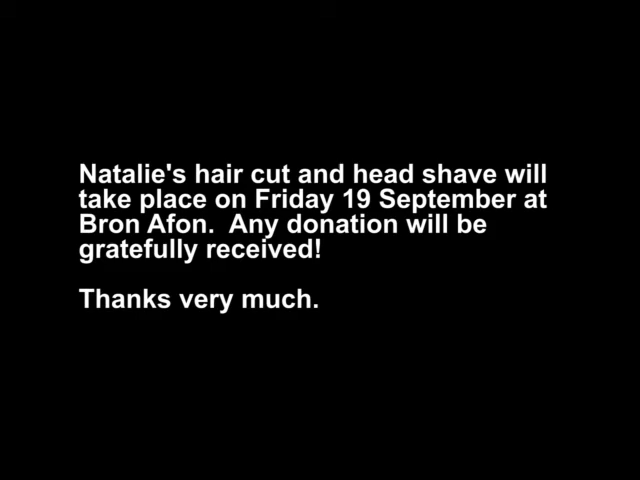 Natalie's hair cut and head shave will
take place on Friday 19 September at
Bron Afon.  Any donation will be
gratefully received!
Thanks very much.